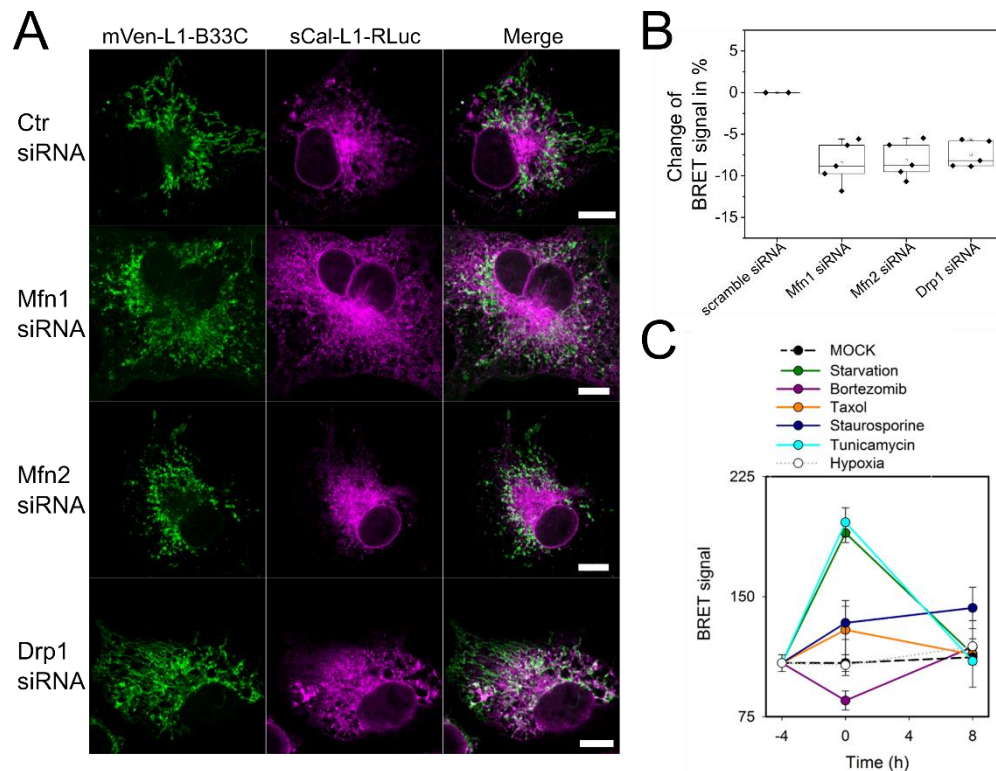 A
mVen-L1-B33C sCal-L1-RLuc Merge
Ctr
siRNA
Mfn1
siRNA
Mfn2
siRNA
Drp1
siRNA
B
Change of
BRET signal in %
5
0
-5
-10
-15
scramble siRNA
Mfn1 siRNA
Mfn2 siRNA
Drp1 siRNA
C
MOCK
Starvation
Bortezomib
Taxol
Staurosporine
Tunicamycin
Hypoxia
BRET signal
225
150
75
-4 0 4 8
Time (h)